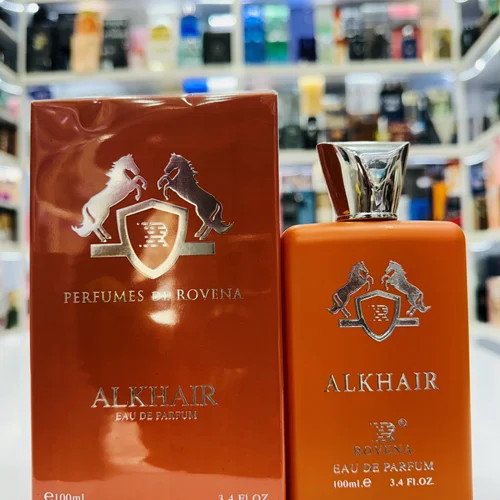 PERFUMES DE ROVENA
ALKHAIR
EAU DE PARFUM
℮100ml
3.4 FL.OZ
ALKHAIR
R®
ROVENA
EAU DE PARFUM
100ml.℮ 3.4 FL.OZ